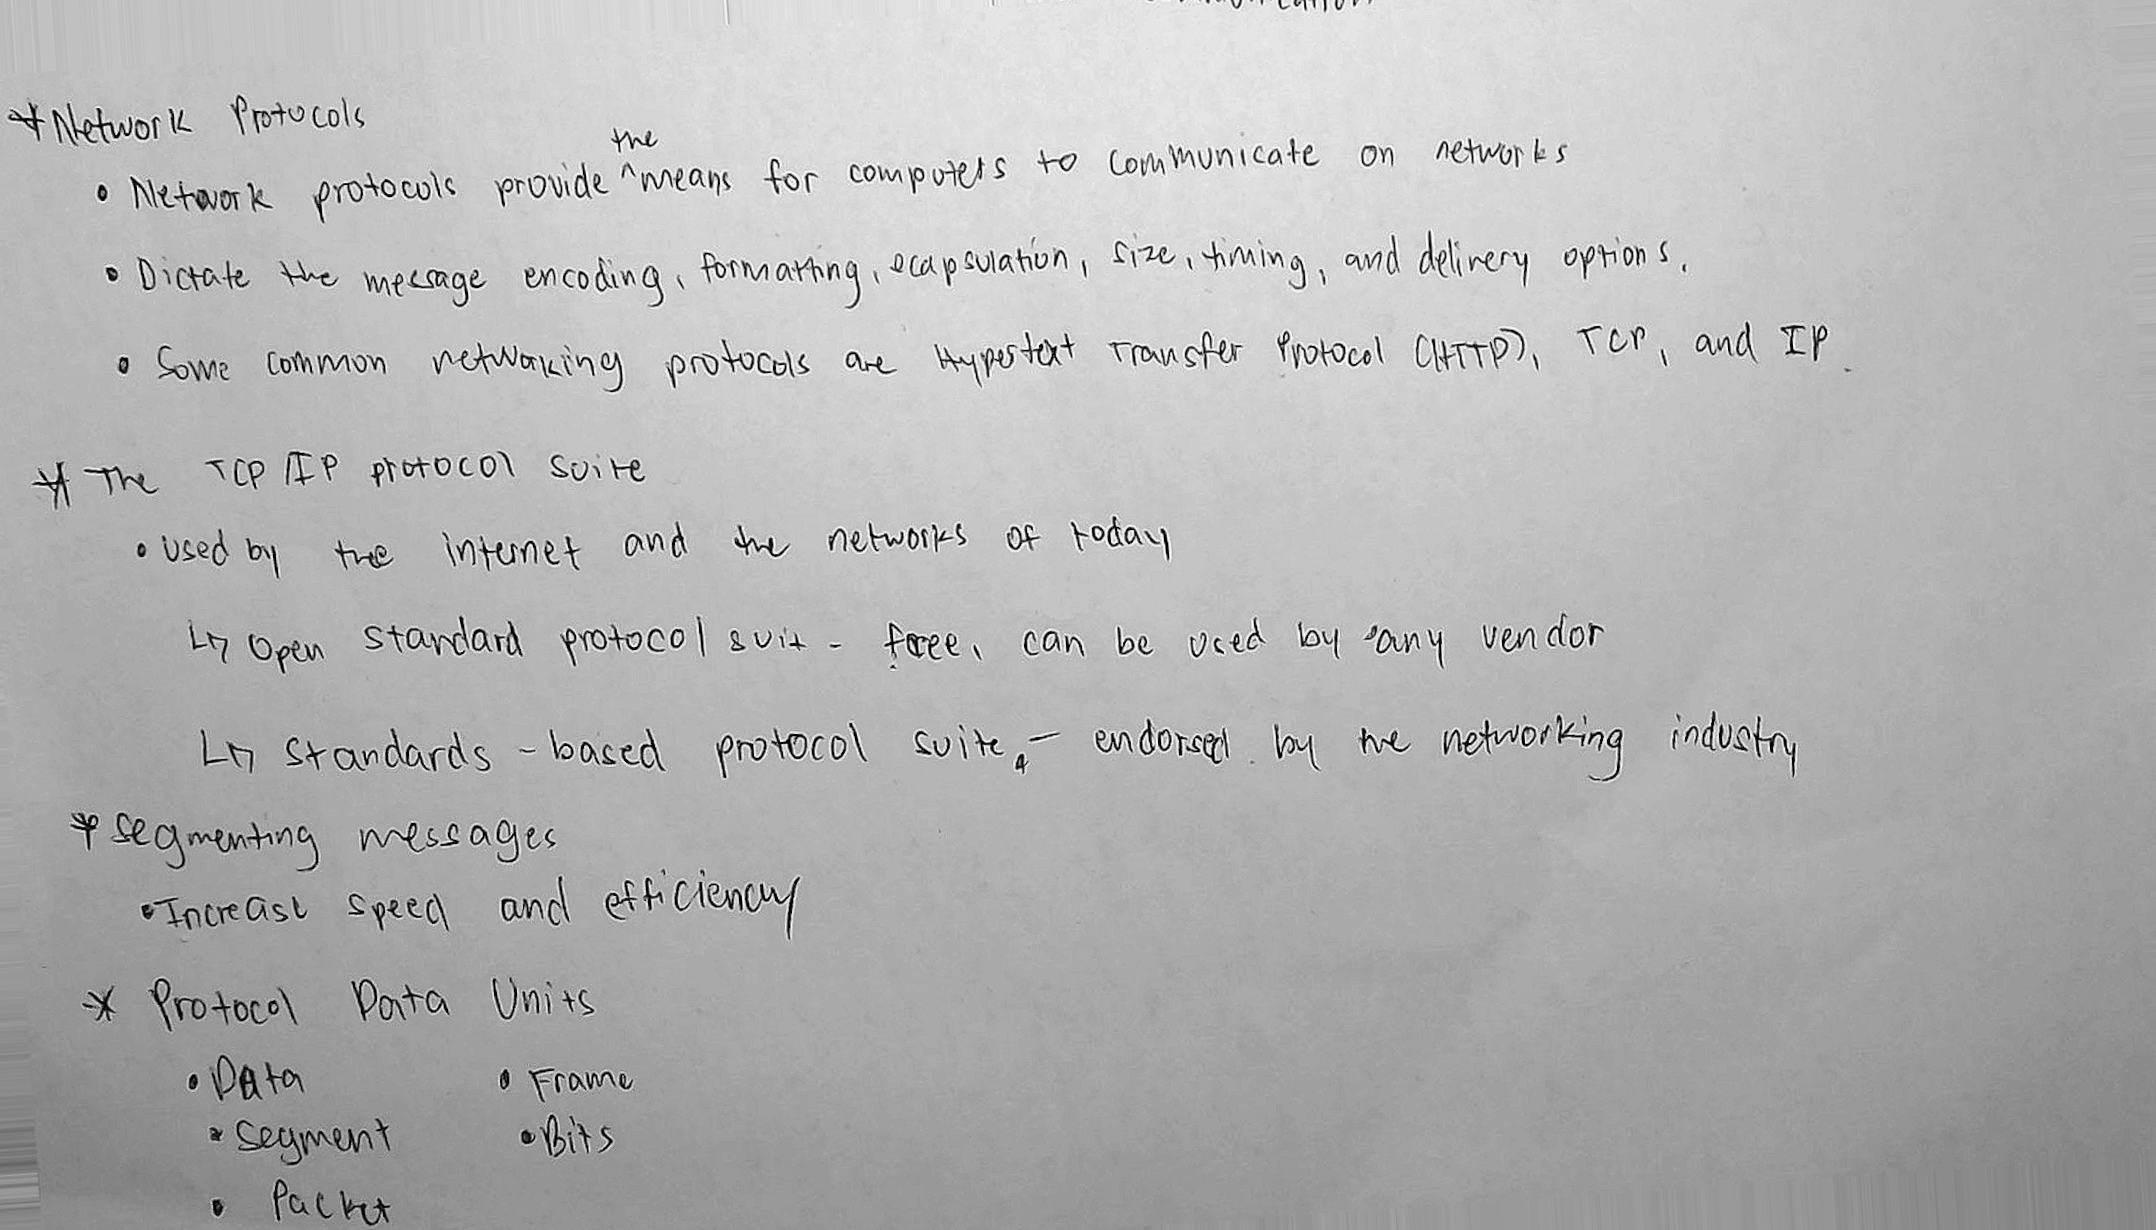 * Network Protocols
• Network protocols provide ^the means for computers to communicate on networks
• Dictate the message encoding, formatting, ecapsulation, size, timing, and delivery options.
• Some common networking protocols are Hypertext Transfer Protocol (HTTP), TCP, and IP.
* The TCP/IP protocol suite
• Used by the internet and the networks of today
↳ Open standard protocol suit - free, can be used by any vendor
↳ Standards-based protocol suite - endorsed by the networking industry
* Segmenting messages
• Increase speed and efficiency
* Protocol Data Units
• Data • Frame
• Segment • Bits
• Packet